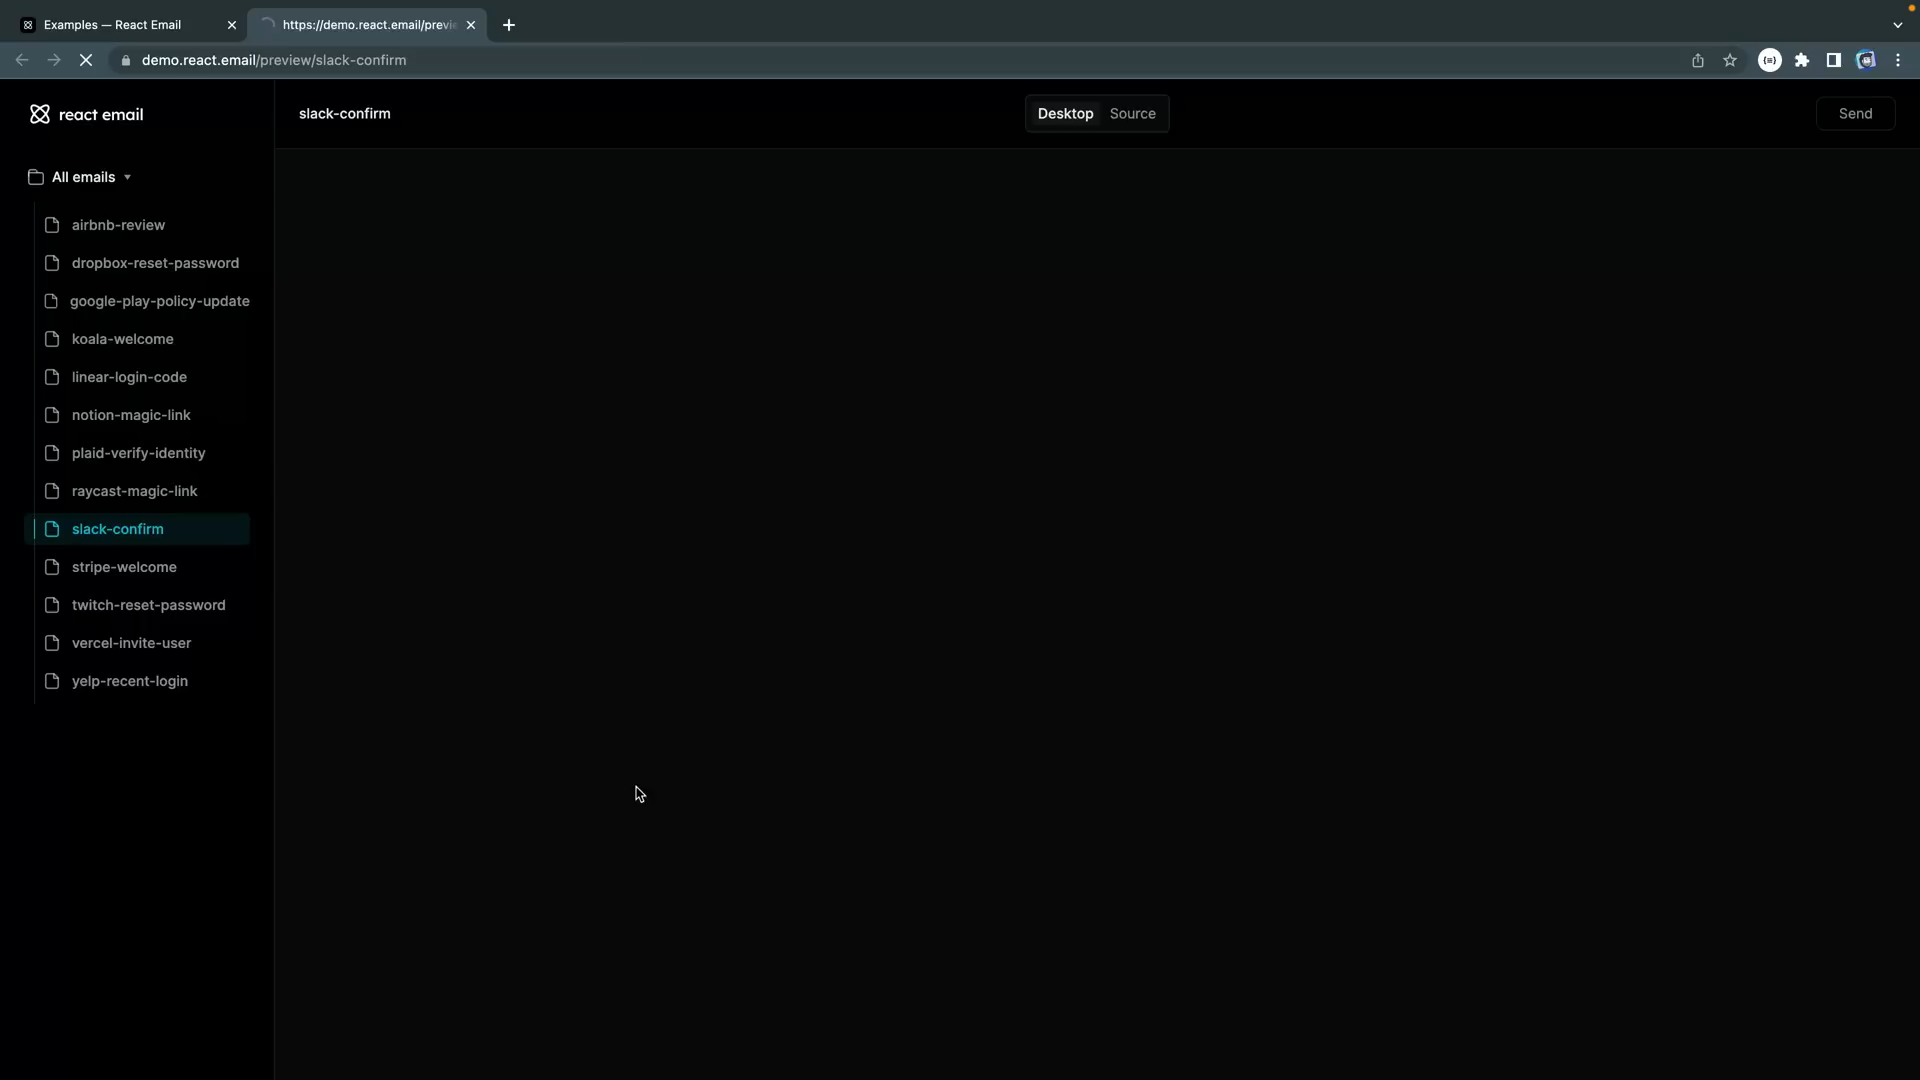 Examples — React Email
https://demo.react.email/previe
demo.react.email/preview/slack-confirm
react email
slack-confirm
Desktop Source
Send
All emails
airbnb-review
dropbox-reset-password
google-play-policy-update
koala-welcome
linear-login-code
notion-magic-link
plaid-verify-identity
raycast-magic-link
slack-confirm
stripe-welcome
twitch-reset-password
vercel-invite-user
yelp-recent-login